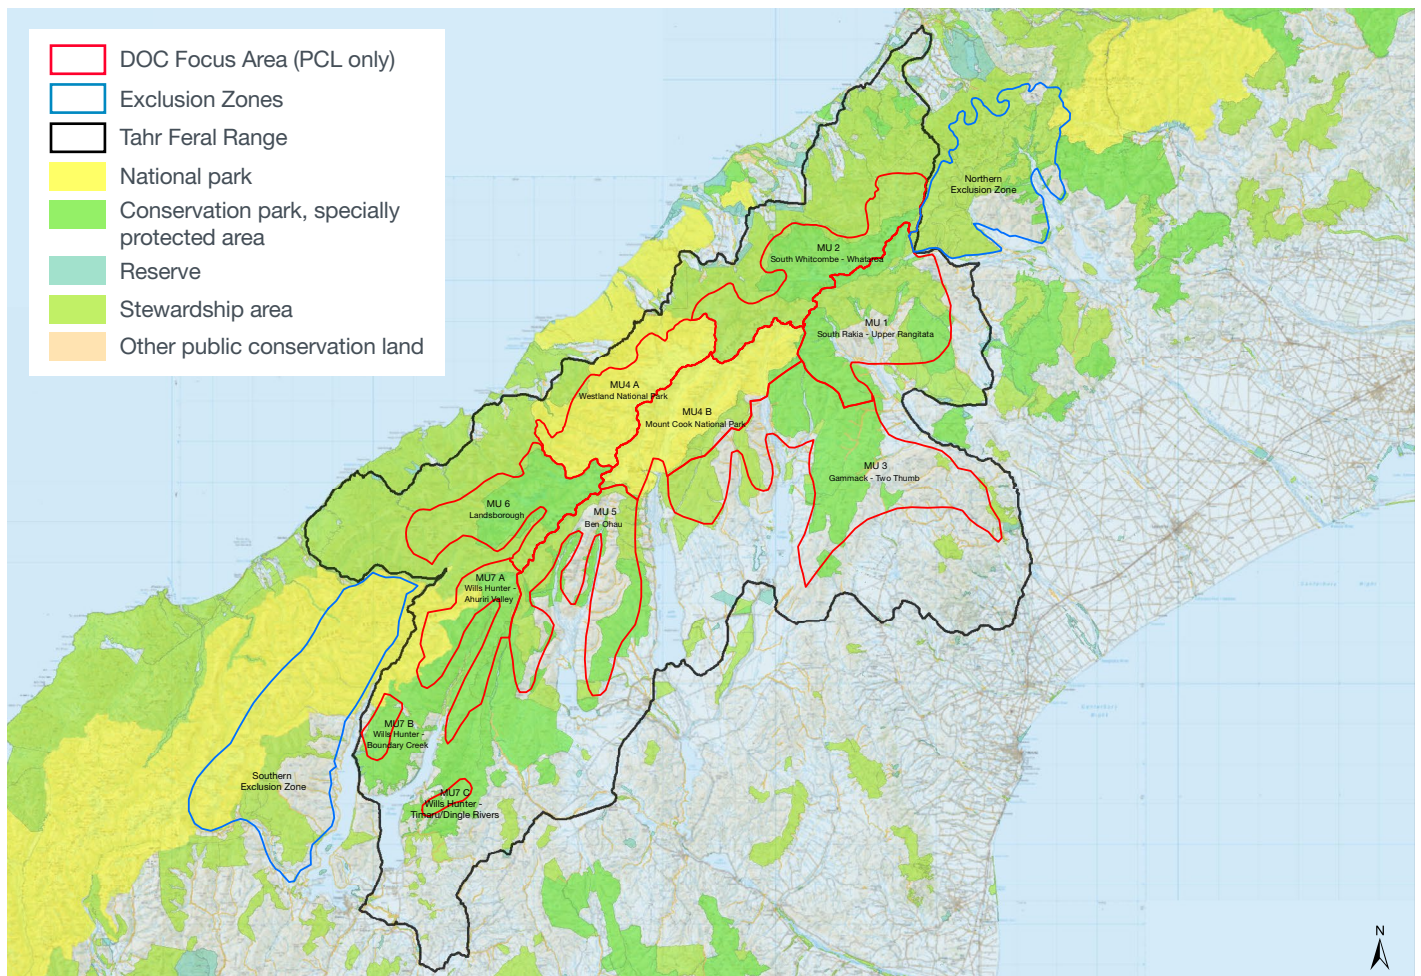 DOC Focus Area (PCL only)
Exclusion Zones
Tahr Feral Range
National park
Conservation park, specially
protected area
Reserve
Stewardship area
Other public conservation land
Northern
Exclusion Zone
MU 2
South Whitcombe - Whataroa
MU 1
South Rakia - Upper Rangitata
MU4 A
Westland National Park
MU4 B
Mount Cook National Park
MU 3
Gammack - Two Thumb
MU 6
Landsborough
MU 5
Ben Ohau
MU7 A
Wills Hunter -
Ahuriri Valley
MU7 B
Wills Hunter -
Boundary Creek
Southern
Exclusion Zone
MU7 C
Wills Hunter -
Timaru/Dingle Rivers
Canterbury
Bight
N